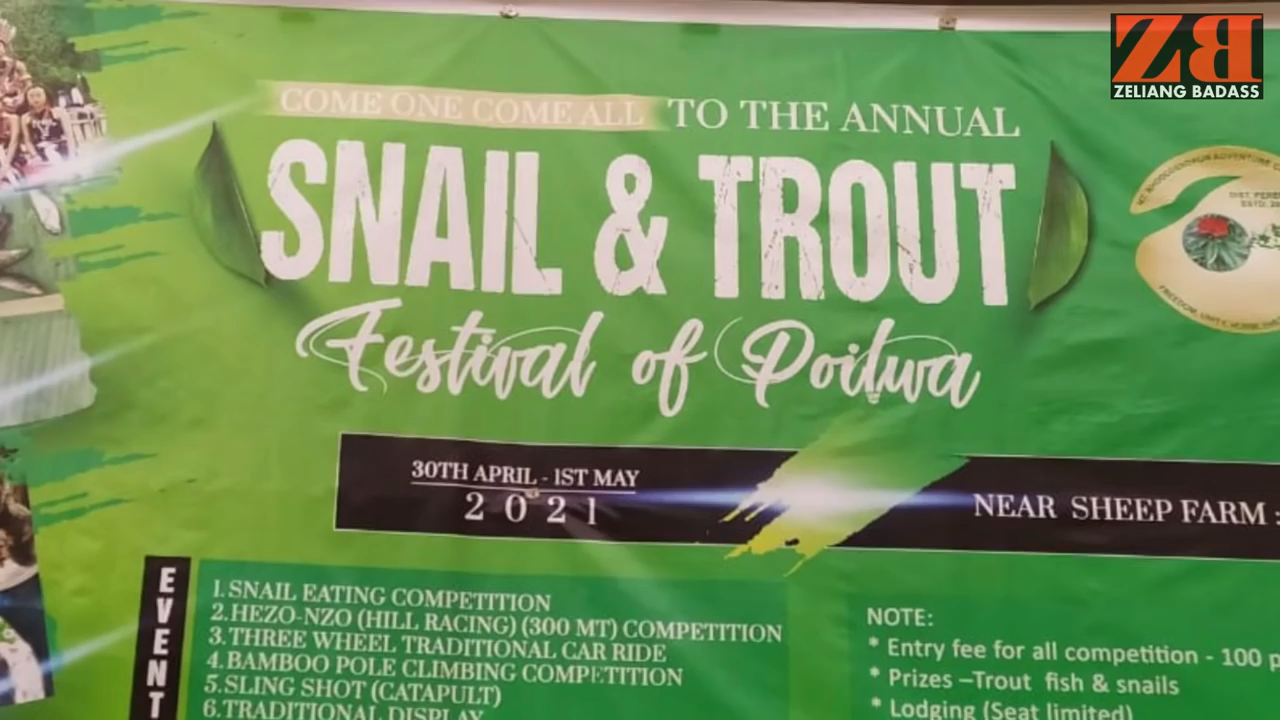 ZB
ZELIANG BADASS
COME ONE COME ALL TO THE ANNUAL
SNAIL & TROUT
Festival of Poilwa
30TH APRIL - 1ST MAY
2021
NEAR SHEEP FARM
EVENT
1. SNAIL EATING COMPETITION
2. HEZO-NZO (HILL RACING) (300 MT) COMPETITION
3. THREE WHEEL TRADITIONAL CAR RIDE
4. BAMBOO POLE CLIMBING COMPETITION
5. SLING SHOT (CATAPULT)
6. TRADITIONAL DISPLAY
NOTE:
* Entry fee for all competition - 100 p
* Prizes –Trout fish & snails
* Lodging (Seat limited)